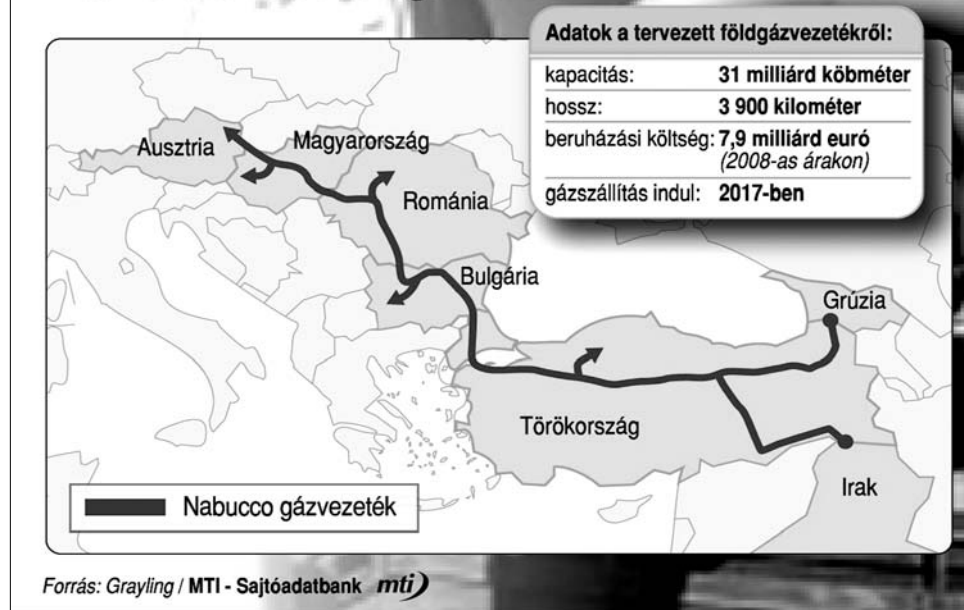 Adatok a tervezett földgázvezetékről:
kapacitás: 31 milliárd köbméter
hossz: 3 900 kilométer
beruházási költség: 7,9 milliárd euró
(2008-as árakon)
gázszállítás indul: 2017-ben
Ausztria
Magyarország
Románia
Bulgária
Grúzia
Törökország
Irak
Nabucco gázvezeték
Forrás: Grayling / MTI - Sajtóadatbank mti